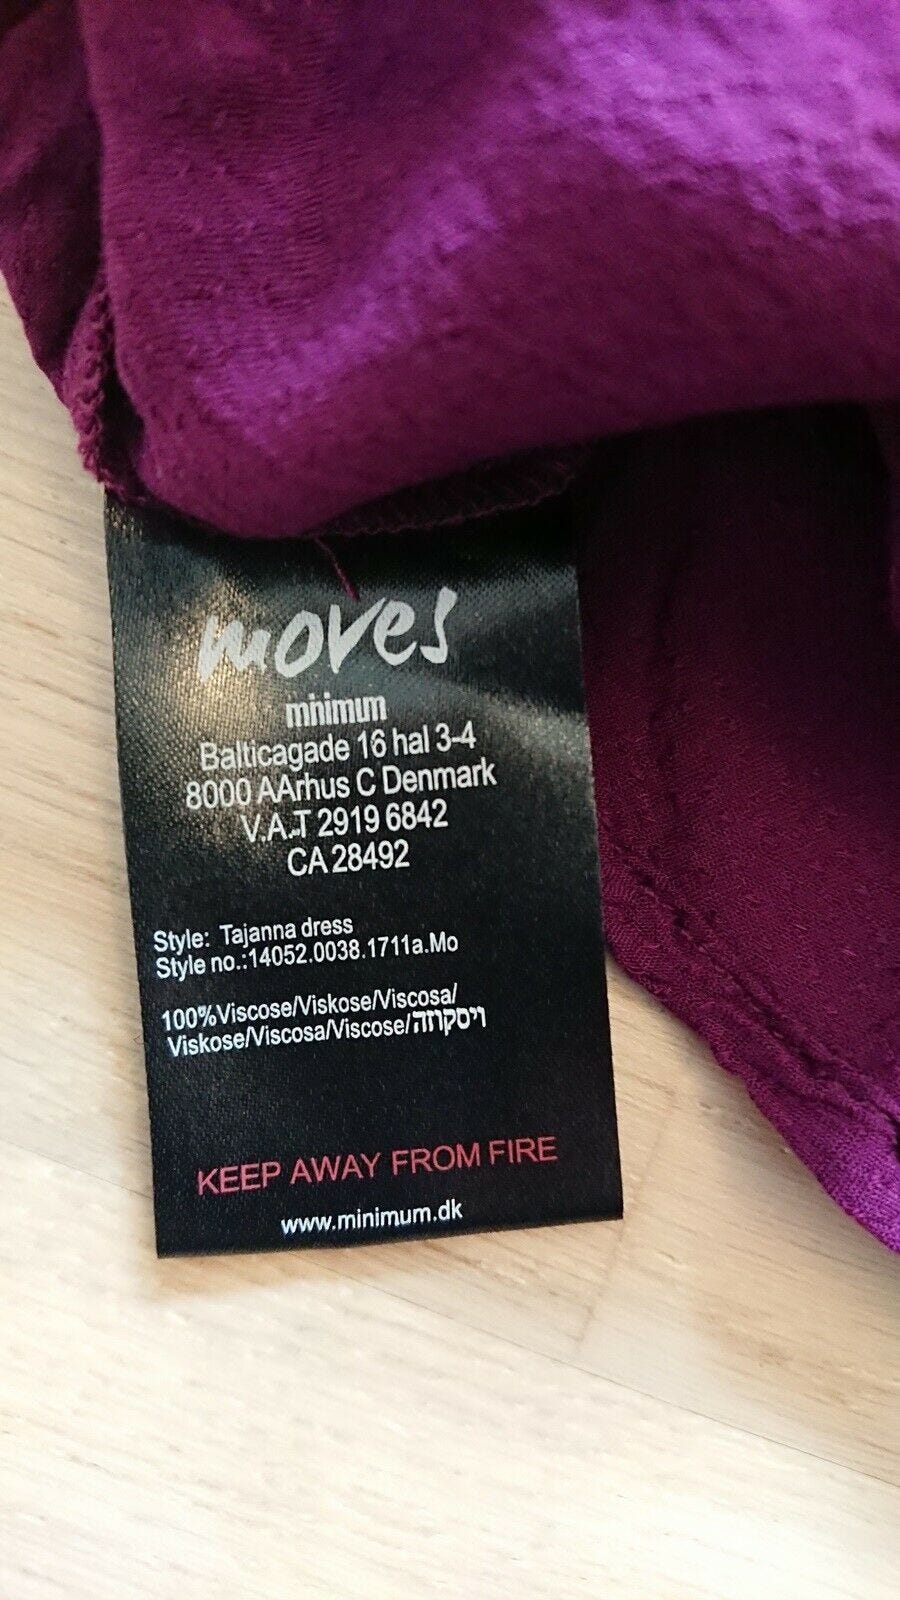 moves
minimum
Balticagade 16 hal 3-4
8000 AArhus C Denmark
V.A.T 2919 6842
CA 28492
Style: Tajanna dress
Style no.:14052.0038.1711a.Mo
100%Viscose/Viskose/Viscosa/
Viskose/Viscosa/Viscose/ויסקוזה
KEEP AWAY FROM FIRE
www.minimum.dk